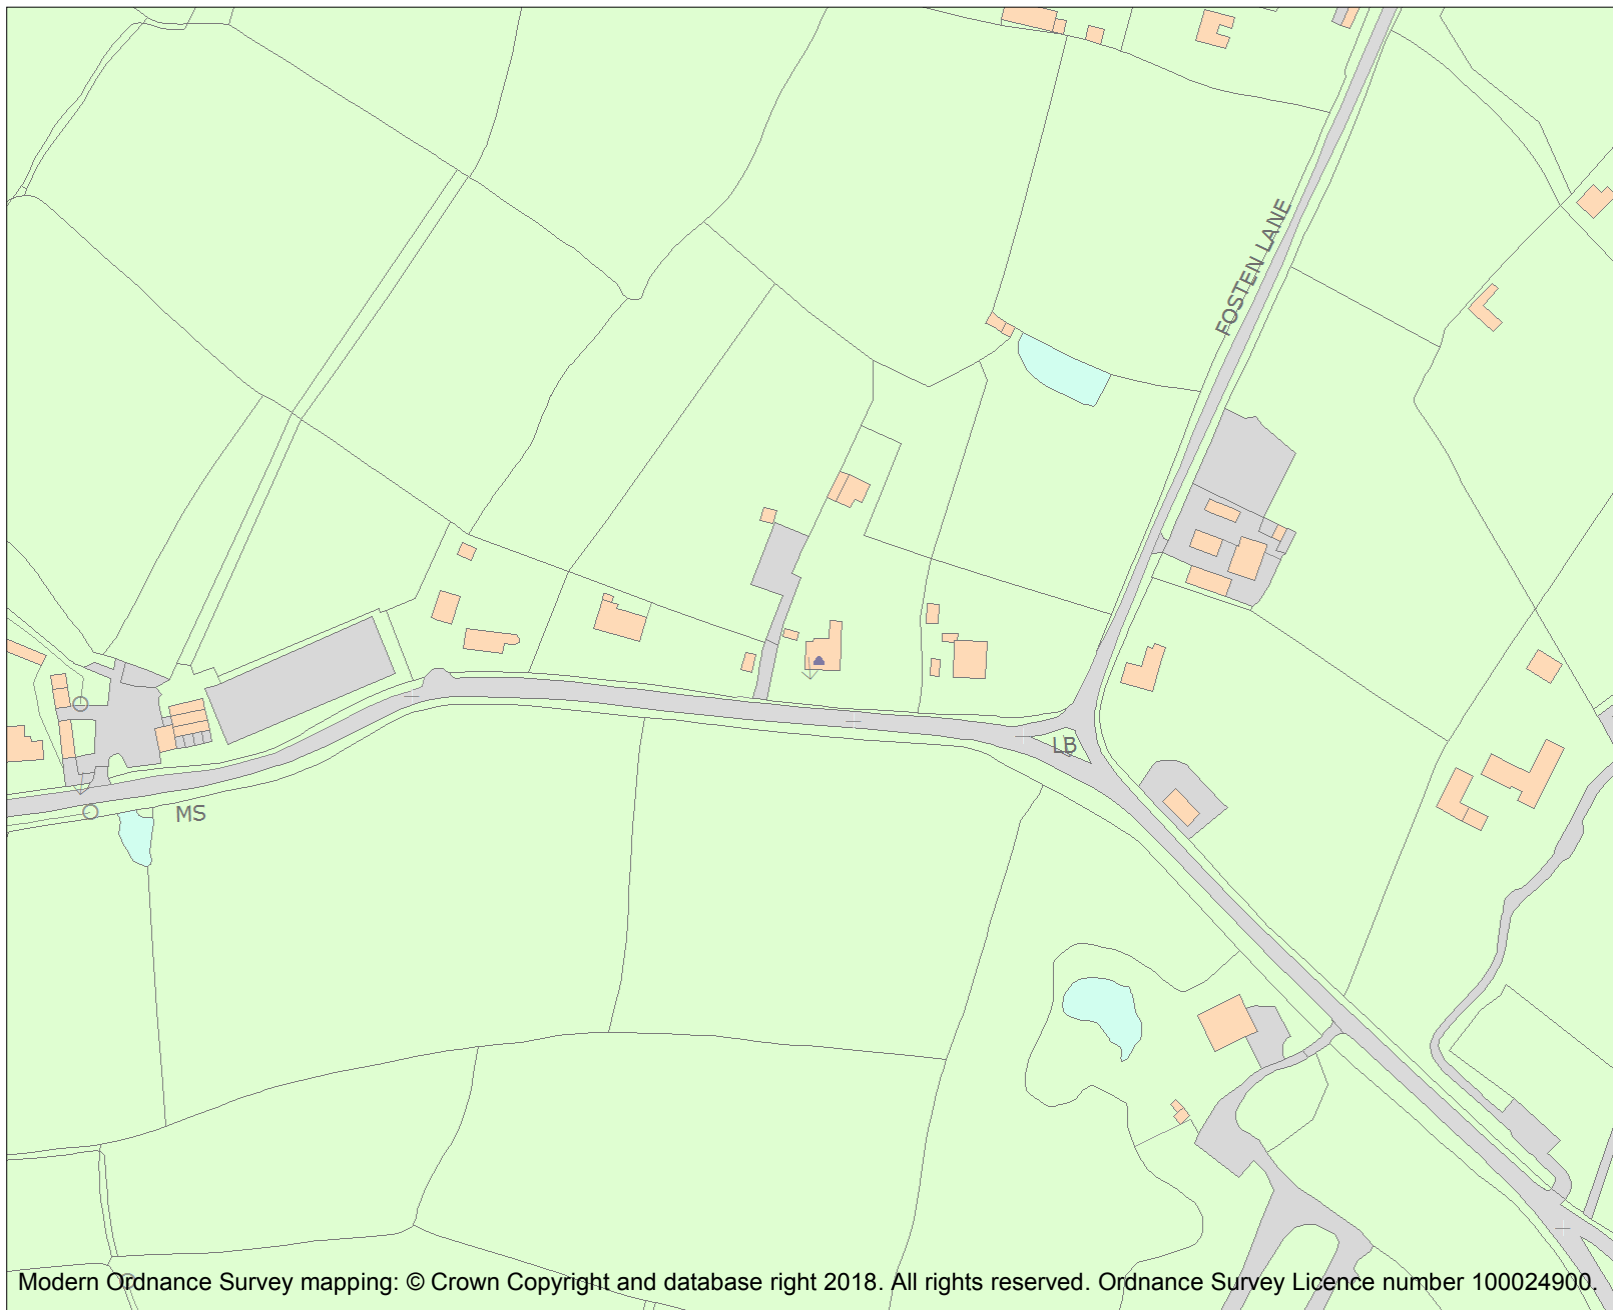 FOSTEN LANE
LB
MS
Modern Ordnance Survey mapping: © Crown Copyright and database right 2018. All rights reserved. Ordnance Survey Licence number 100024900.